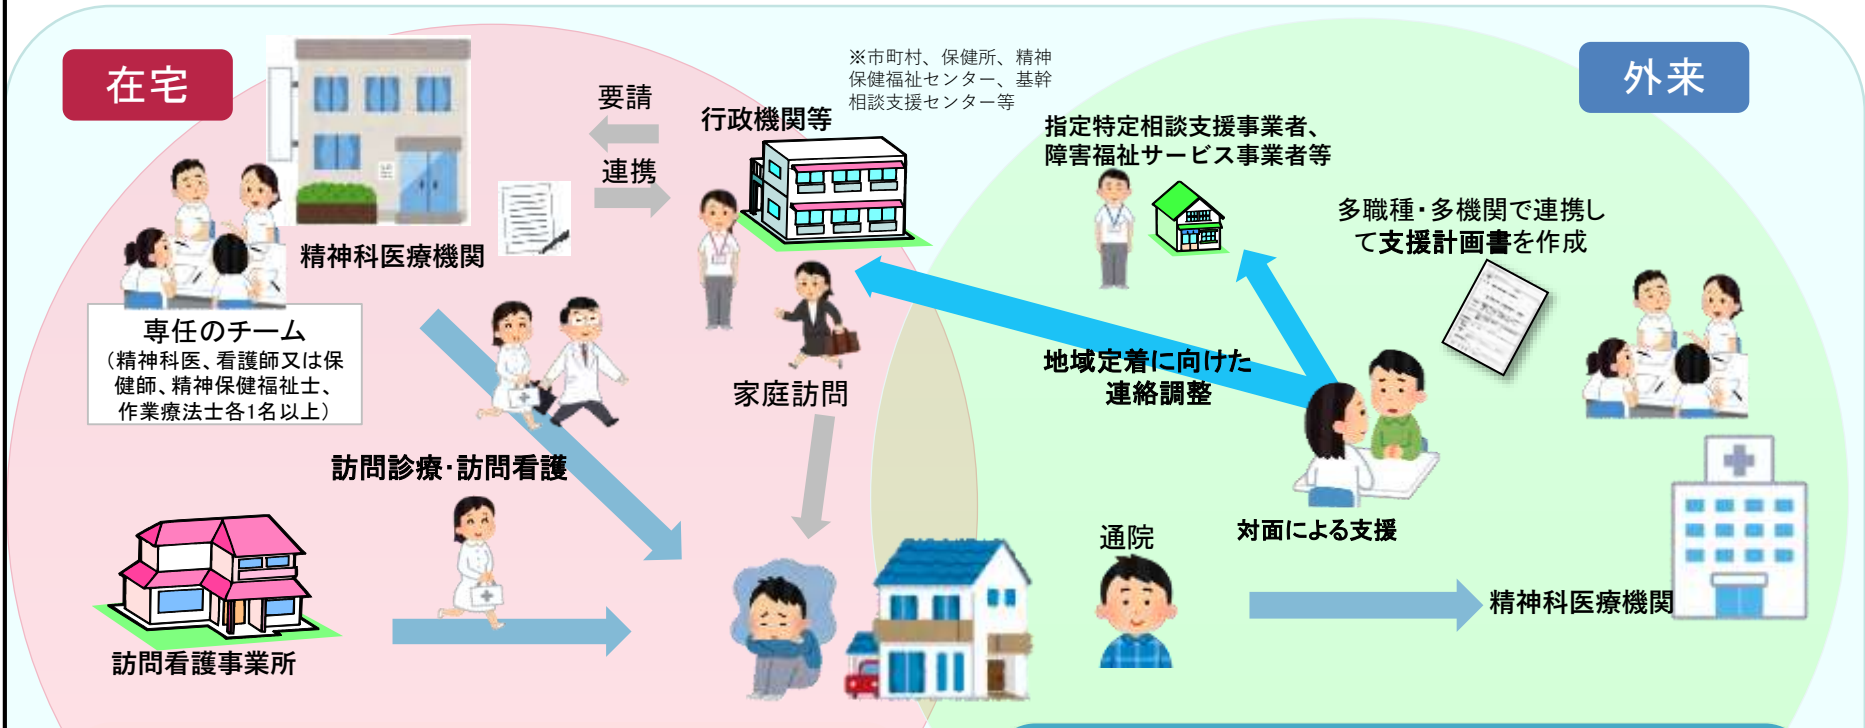 在宅
※市町村、保健所、精神
保健福祉センター、基幹
相談支援センター等
外来
要請
行政機関等
連携
指定特定相談支援事業者、
障害福祉サービス事業者等
多職種・多機関で連携し
て支援計画書を作成
精神科医療機関
専任のチーム
(精神科医、看護師又は保
健師、精神保健福祉士、
作業療法士各1名以上)
家庭訪問
地域定着に向けた
連絡調整
訪問診療・訪問看護
通院
対面による支援
精神科医療機関
訪問看護事業所